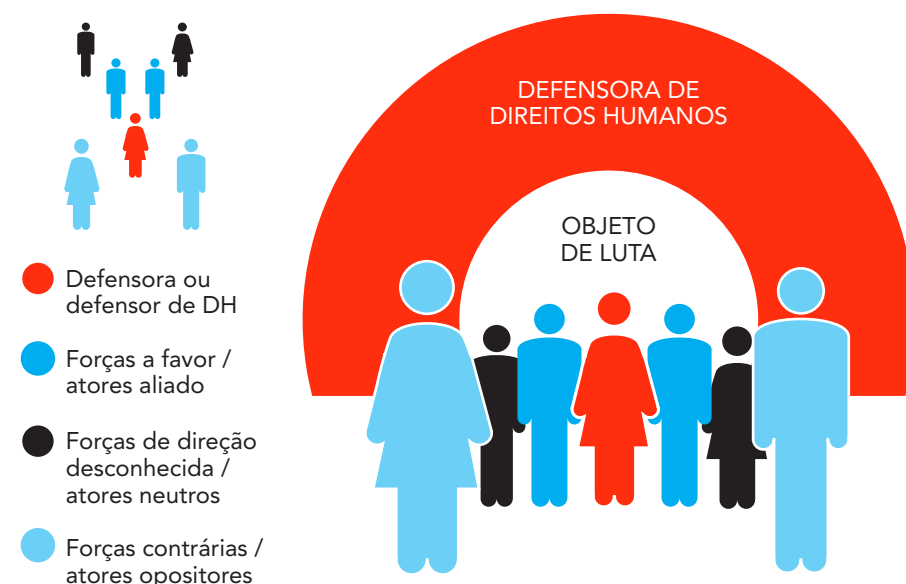 DEFENSORA DE
DIREITOS HUMANOS
OBJETO
DE LUTA
Defensora ou
defensor de DH
Forças a favor /
atores aliado
Forças de direção
desconhecida /
atores neutros
Forças contrárias /
atores opositores